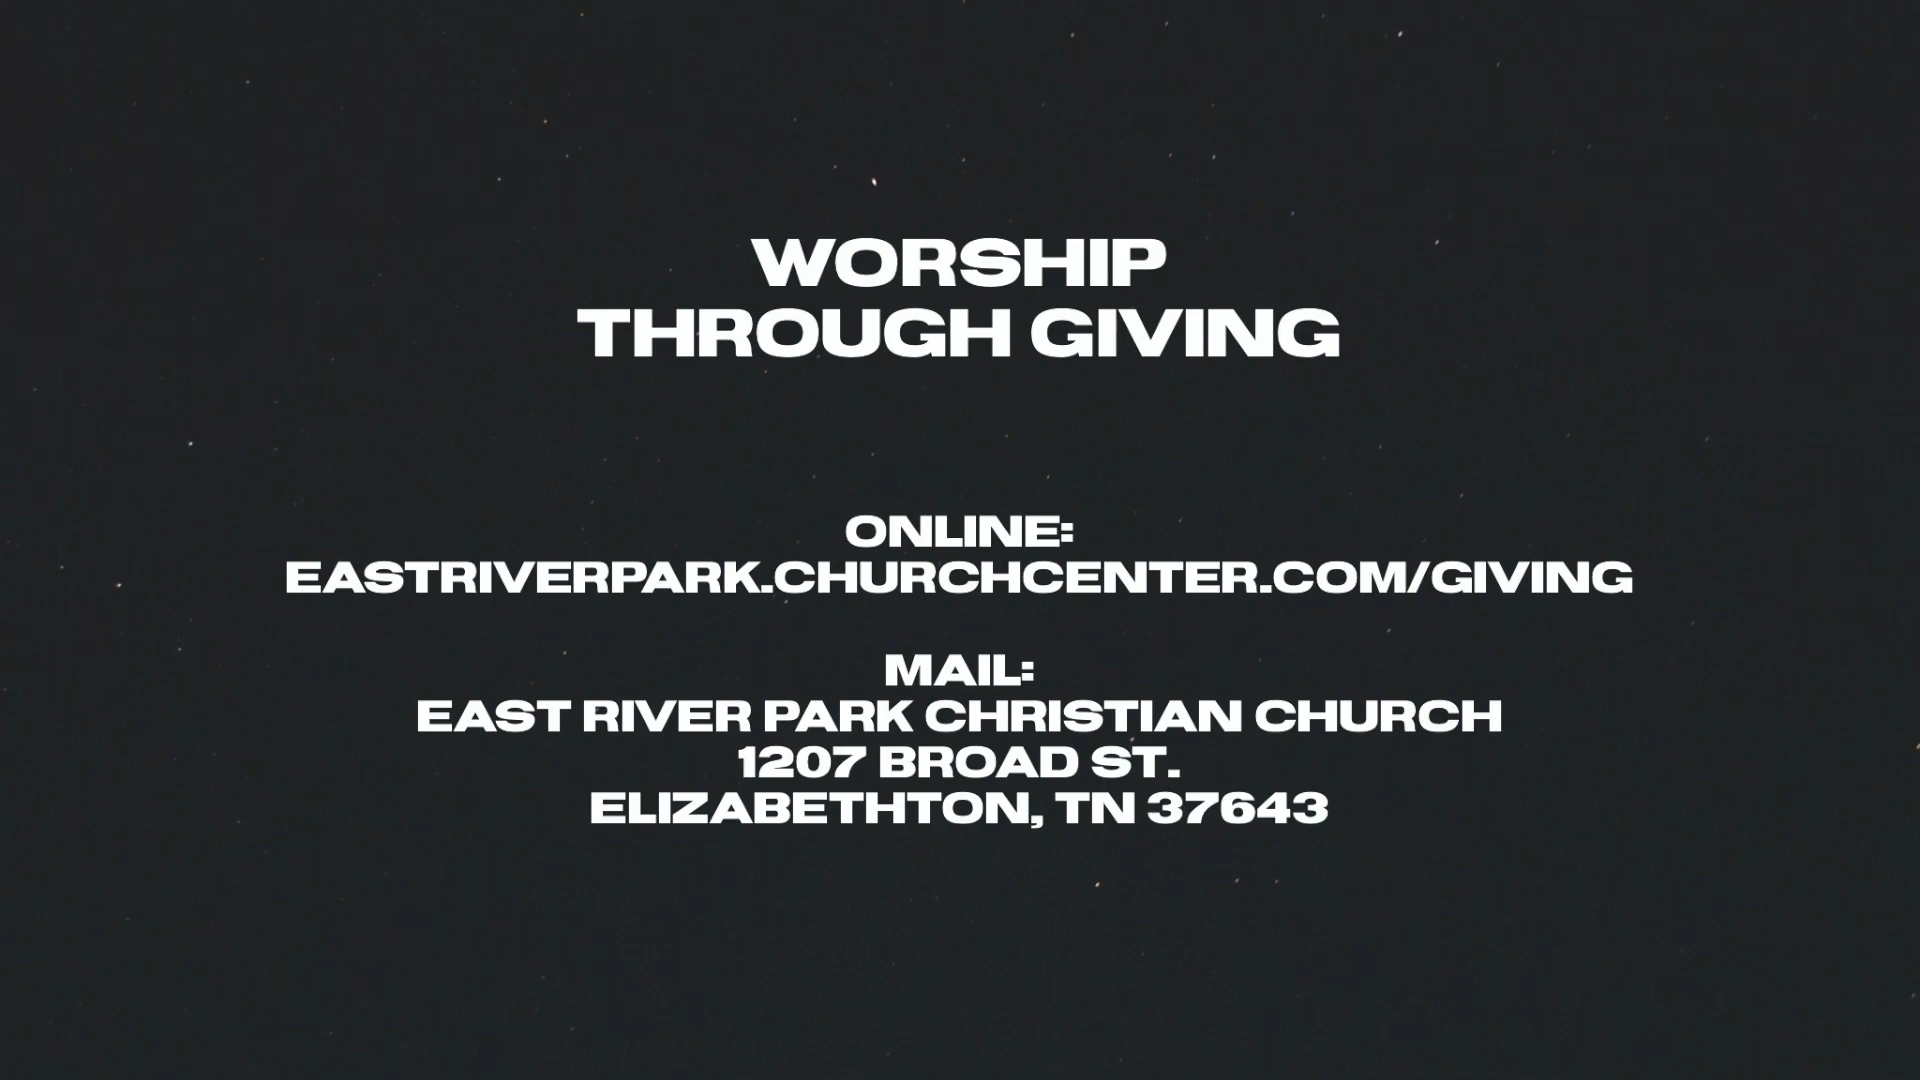 WORSHIP
THROUGH GIVING
ONLINE:
EASTRIVERPARK.CHURCHCENTER.COM/GIVING
MAIL:
EAST RIVER PARK CHRISTIAN CHURCH
1207 BROAD ST.
ELIZABETHTON, TN 37643